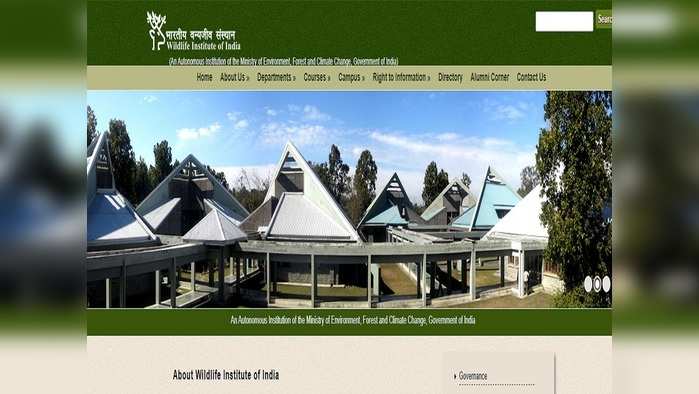 भारतीय वन्यजीव संस्थान
Wildlife Institute of India
(An Autonomous Institution of the Ministry of Environment, Forest and Climate Change, Government of India)
Home About Us » Departments » Courses » Campus » Right to Information » Directory Alumni Corner Contact Us
An Autonomous Institution of the Ministry of Environment, Forest and Climate Change, Government of India
About Wildlife Institute of India
Governance